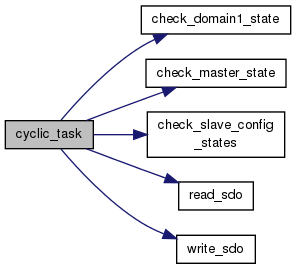 check_domain1_state
check_master_state
cyclic_task
check_slave_config
_states
read_sdo
write_sdo